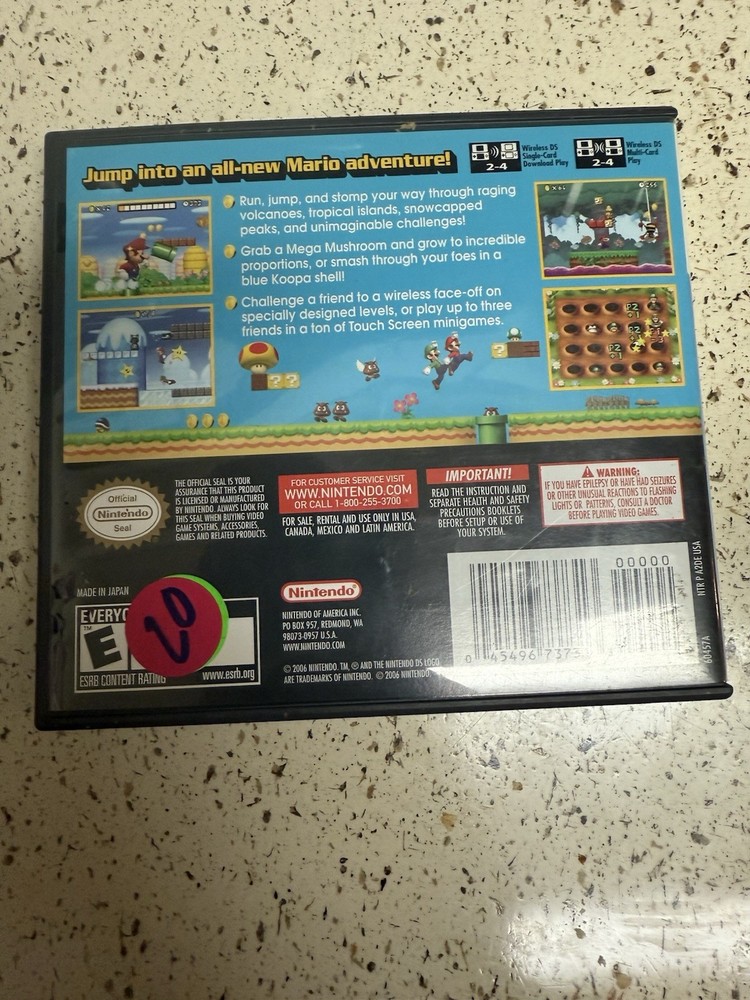 Jump into an all-new Mario adventure!
2-4
Wireless DS
Single-Card
Download Play
2-4
Wireless DS
Multi-Card
Play
Run, jump, and stomp your way through raging
volcanoes, tropical islands, snowcapped
peaks, and unimaginable challenges!
Grab a Mega Mushroom and grow to incredible
proportions, or smash through your foes in a
blue Koopa shell!
Challenge a friend to a wireless face-off on
specially designed levels, or play up to three
friends in a ton of Touch Screen minigames.
Official
Nintendo
Seal
THE OFFICIAL SEAL IS YOUR
ASSURANCE THAT THIS PRODUCT
IS LICENSED OR MANUFACTURED
BY NINTENDO. ALWAYS LOOK FOR
THIS SEAL WHEN BUYING VIDEO
GAME SYSTEMS, ACCESSORIES,
GAMES AND RELATED PRODUCTS.
FOR CUSTOMER SERVICE VISIT
WWW.NINTENDO.COM
OR CALL 1-800-255-3700
FOR SALE, RENTAL AND USE ONLY IN USA,
CANADA, MEXICO AND LATIN AMERICA.
IMPORTANT!
READ THE INSTRUCTION AND
SEPARATE HEALTH AND SAFETY
PRECAUTIONS BOOKLETS
BEFORE SETUP OR USE OF
YOUR SYSTEM.
WARNING:
IF YOU HAVE EPILEPSY OR HAVE HAD SEIZURES
OR OTHER UNUSUAL REACTIONS TO FLASHING
LIGHTS OR PATTERNS, CONSULT A DOCTOR
BEFORE PLAYING VIDEO GAMES.
MADE IN JAPAN
EVERYO
E
TM
20
ESRB CONTENT RATING
www.esrb.org
Nintendo
NINTENDO OF AMERICA INC.
PO BOX 957, REDMOND, WA
98073-0957 U.S.A.
WWW.NINTENDO.COM
© 2006 NINTENDO. TM, ® AND THE NINTENDO DS LOGO
ARE TRADEMARKS OF NINTENDO. © 2006 NINTENDO.
00000
0 45496 737
NTR P A2DE USA
60457A